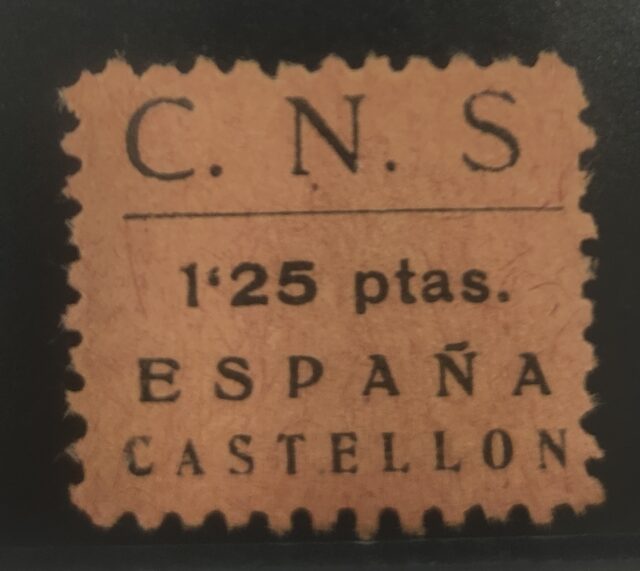 C. N. S
1'25 ptas.
ESPAÑA
CASTELLON